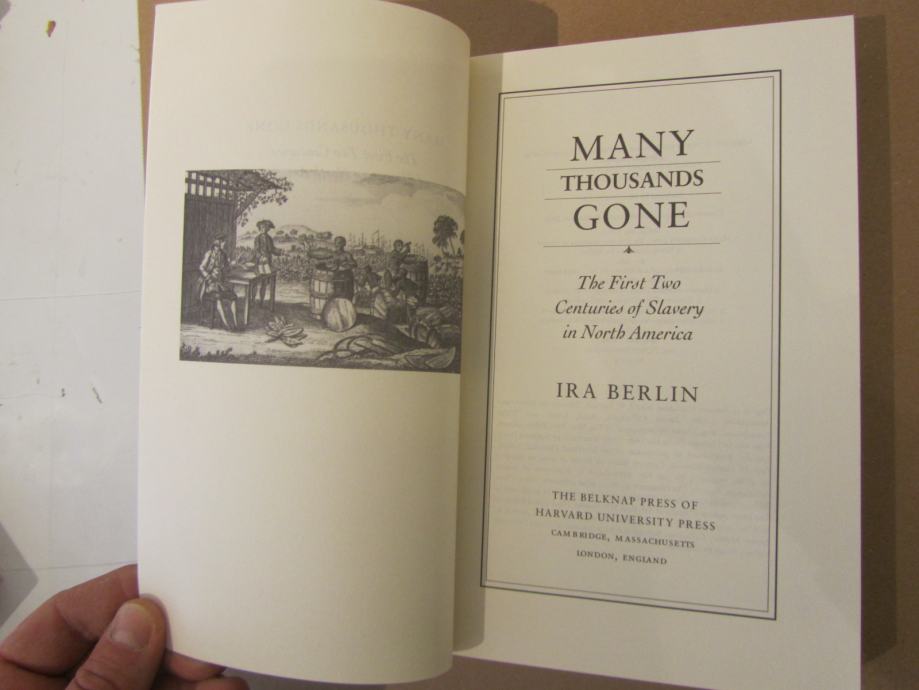 MANY
THOUSANDS
GONE
The First Two
Centuries of Slavery
in North America
IRA BERLIN
THE BELKNAP PRESS OF
HARVARD UNIVERSITY PRESS
CAMBRIDGE, MASSACHUSETTS
LONDON, ENGLAND